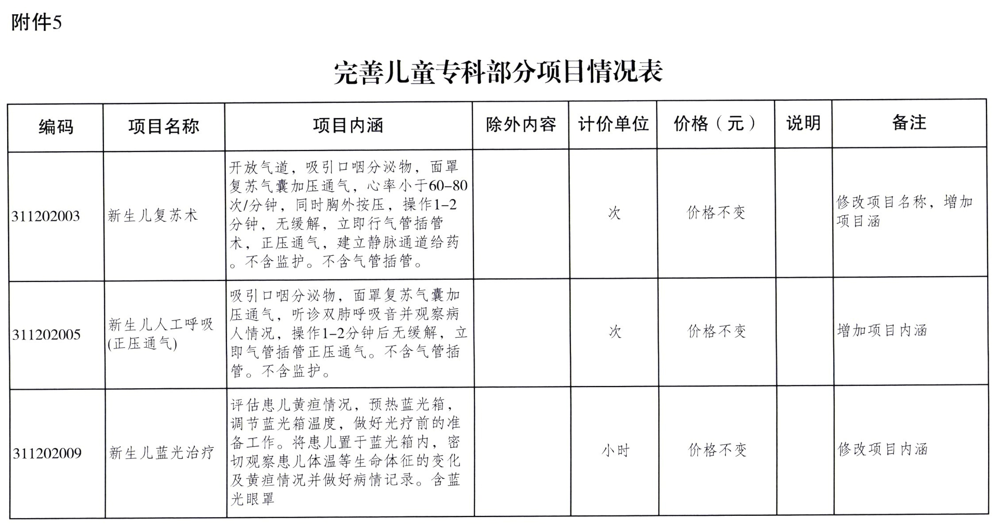 附件5
完善儿童专科部分项目情况表
编码 项目名称 项目内涵 除外内容 计价单位 价格（元） 说明 备注
311202003
新生儿复苏术
开放气道，吸引口咽分泌物，面罩
复苏气囊加压通气，心率小于60-80
次/分钟，同时胸外按压，操作1-2
分钟，无缓解，立即行气管插管
术，正压通气，建立静脉通道给药
。不含监护。不含气管插管。
次
价格不变
修改项目名称，增加
项目涵
311202005
新生儿人工呼吸
(正压通气)
吸引口咽分泌物，面罩复苏气囊加
压通气，听诊双肺呼吸音并观察病
人情况，操作1-2分钟后无缓解，立
即气管插管正压通气。不含气管插
管。不含监护。
次
价格不变
增加项目内涵
311202009
新生儿蓝光治疗
评估患儿黄疸情况，预热蓝光箱，
调节蓝光箱温度，做好光疗前的准
备工作。将患儿置于蓝光箱内，密
切观察患儿体温等生命体征的变化
及黄疸情况并做好病情记录。含蓝
光眼罩
小时
价格不变
修改项目内涵